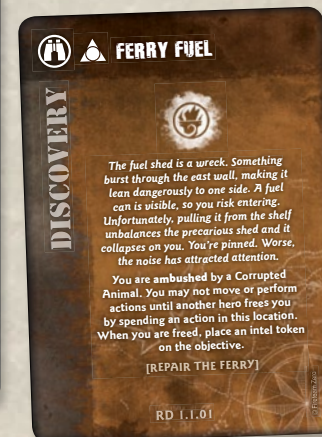 FERRY FUEL
DISCOVERY
The fuel shed is a wreck. Something
burst through the east wall, making it
lean dangerously to one side. A fuel
can is visible, so you risk entering.
Unfortunately, pulling it from the shelf
unbalances the precarious shed and it
collapses on you. You're pinned. Worse,
the noise has attracted attention.
You are ambushed by a Corrupted
Animal. You may not move or perform
actions until another hero frees you
by spending an action in this location.
When you are freed, place an intel token
on the objective.
[REPAIR THE FERRY]
RD 1.1.01
© Fireteam Zero